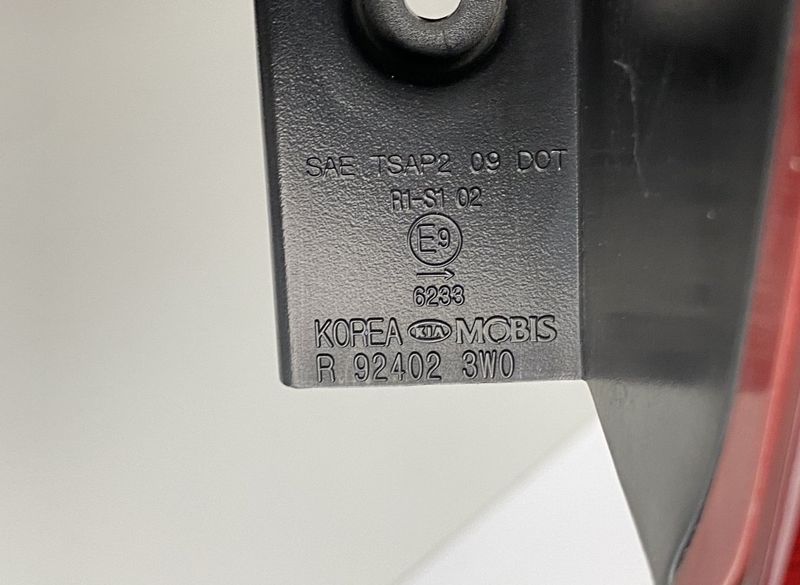 SAE TSAP2 09 DOT
R1-S1 02
E9
→
6233
KOREA KIA MOBIS
R 92402 3W0